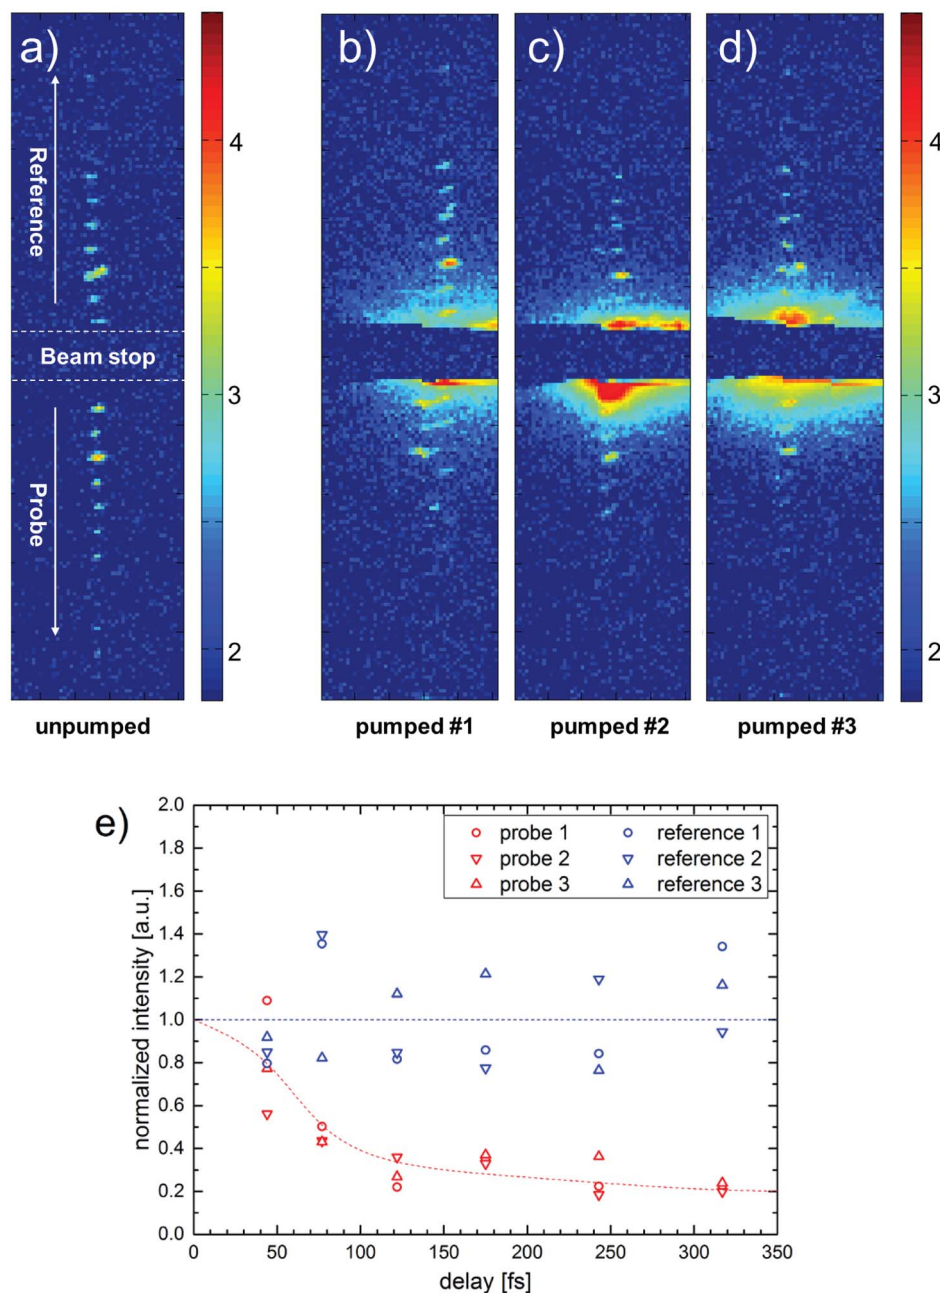 a)
b)
c)
d)
Reference
Beam stop
Probe
4
3
2
4
3
2
unpumped
pumped #1
pumped #2
pumped #3
e)
probe 1
reference 1
probe 2
reference 2
probe 3
reference 3
normalized intensity [a.u.]
2.0
1.8
1.6
1.4
1.2
1.0
0.8
0.6
0.4
0.2
0.0
0 50 100 150 200 250 300 350
delay [fs]